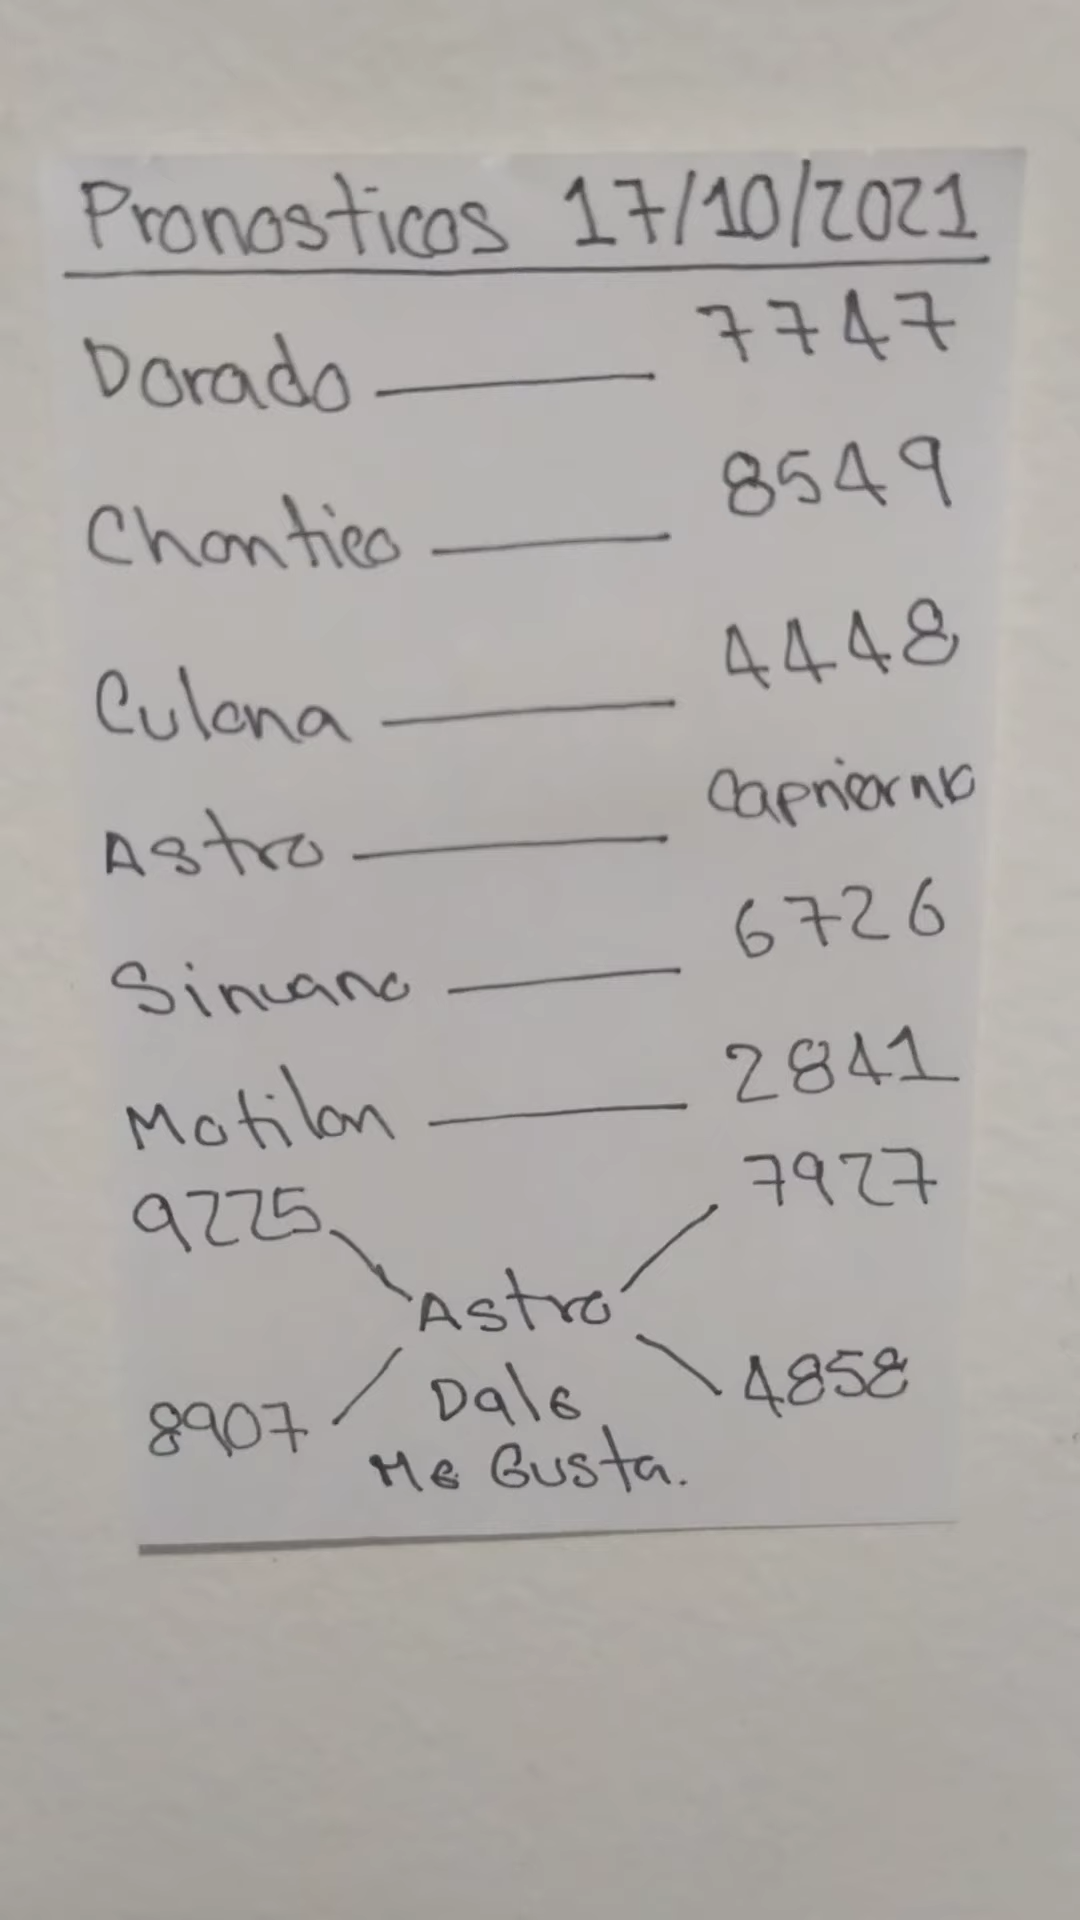 Pronosticos 17/10/2021
Dorado — 7747
Chontico — 8549
Culona — 4448
Astro — Capricornio
Sinuano — 6726
Motilon — 2841
9225 7927
Astro
8907 4858
Dale
Me Gusta.